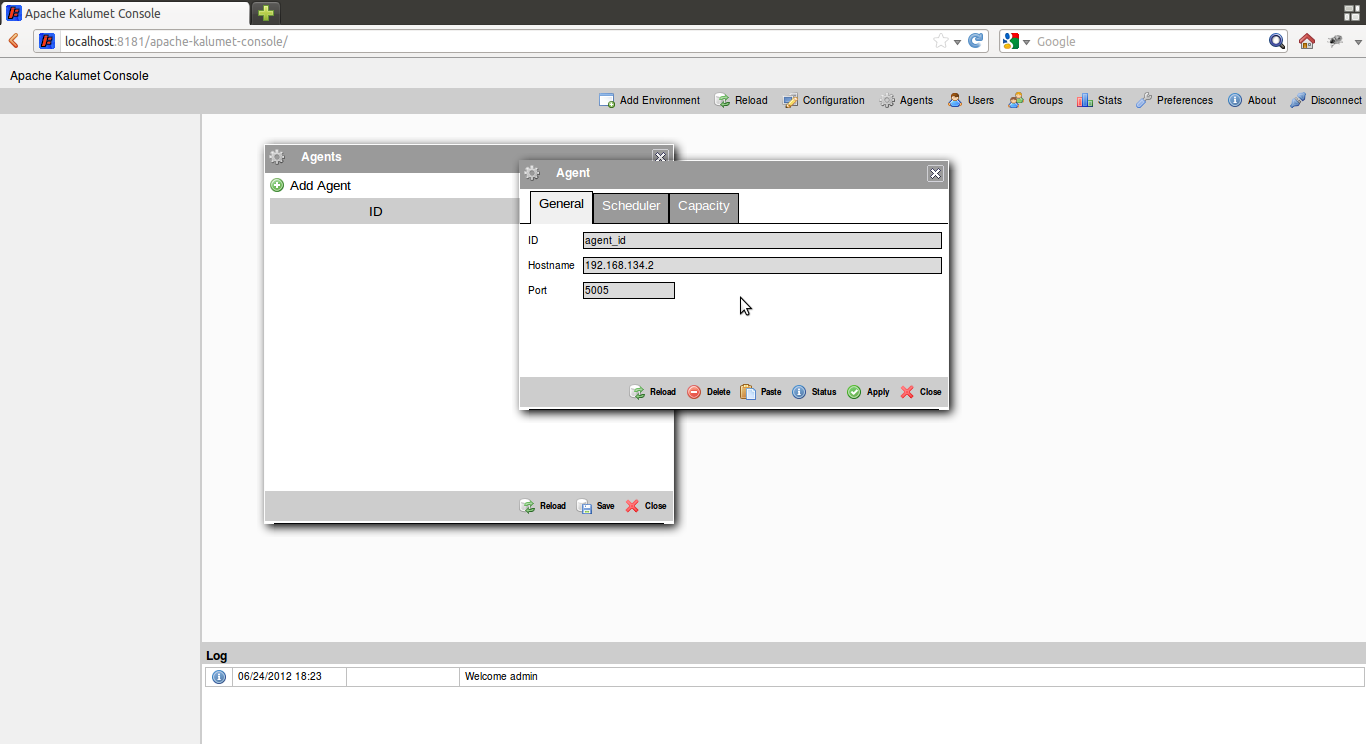 Apache Kalumet Console
localhost:8181/apache-kalumet-console/
Google
Apache Kalumet Console
Add Environment Reload Configuration Agents Users Groups Stats Preferences About Disconnect
Agents
Add Agent
ID
Reload Save Close
Agent
General Scheduler Capacity
ID agent_id
Hostname 192.168.134.2
Port 5005
Reload Delete Paste Status Apply Close
Log
06/24/2012 18:23 Welcome admin